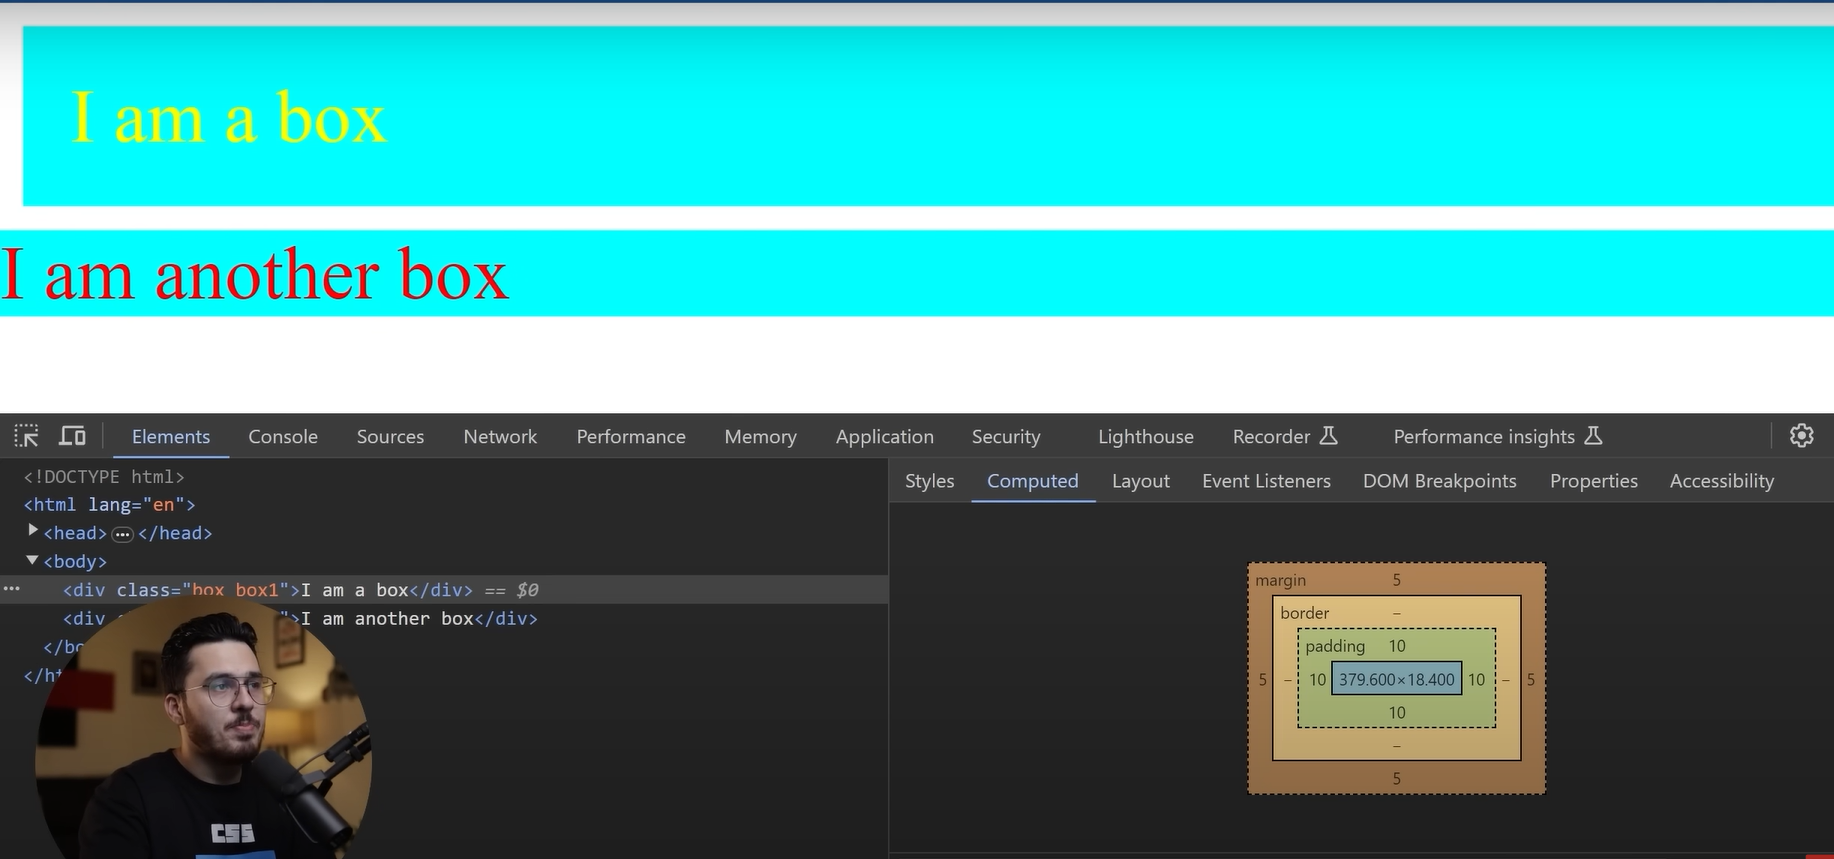 I am a box
I am another box
Elements Console Sources Network Performance Memory Application Security Lighthouse Recorder Performance insights
<!DOCTYPE html>
<html lang="en">
<head> ••• </head>
<body>
••• <div class="box box1">I am a box</div> == $0
<div ">I am another box</div>
</bo
</ht
CSS
Styles Computed Layout Event Listeners DOM Breakpoints Properties Accessibility
margin 5
border –
padding 10
5 – 10 379.600×18.400 10 – 5
10
–
5